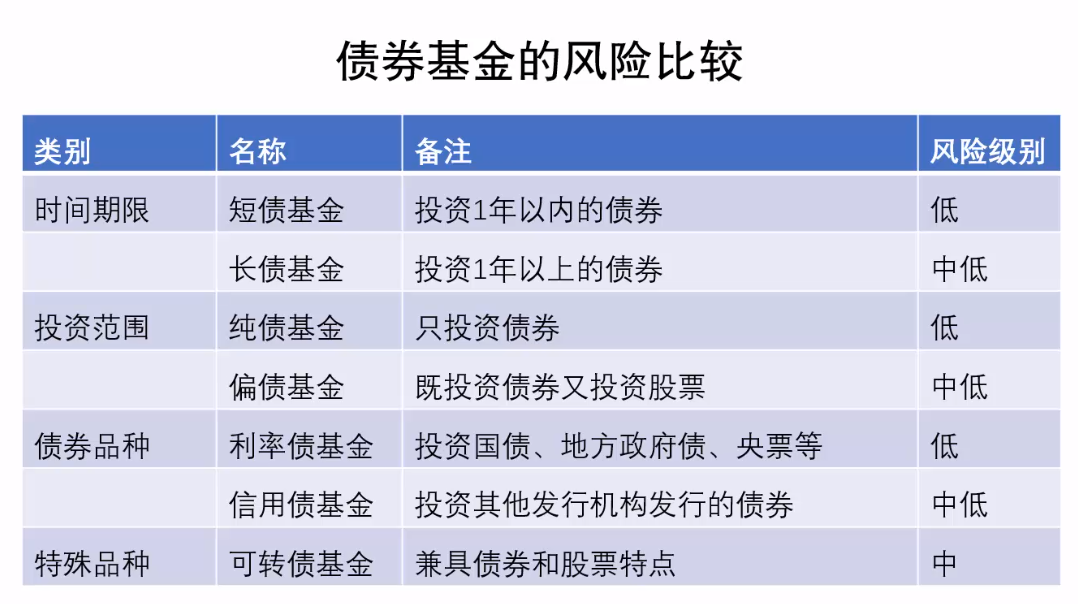 债券基金的风险比较
类别 名称 备注 风险级别
时间期限 短债基金 投资1年以内的债券 低
长债基金 投资1年以上的债券 中低
投资范围 纯债基金 只投资债券 低
偏债基金 既投资债券又投资股票 中低
债券品种 利率债基金 投资国债、地方政府债、央票等 低
信用债基金 投资其他发行机构发行的债券 中低
特殊品种 可转债基金 兼具债券和股票特点 中